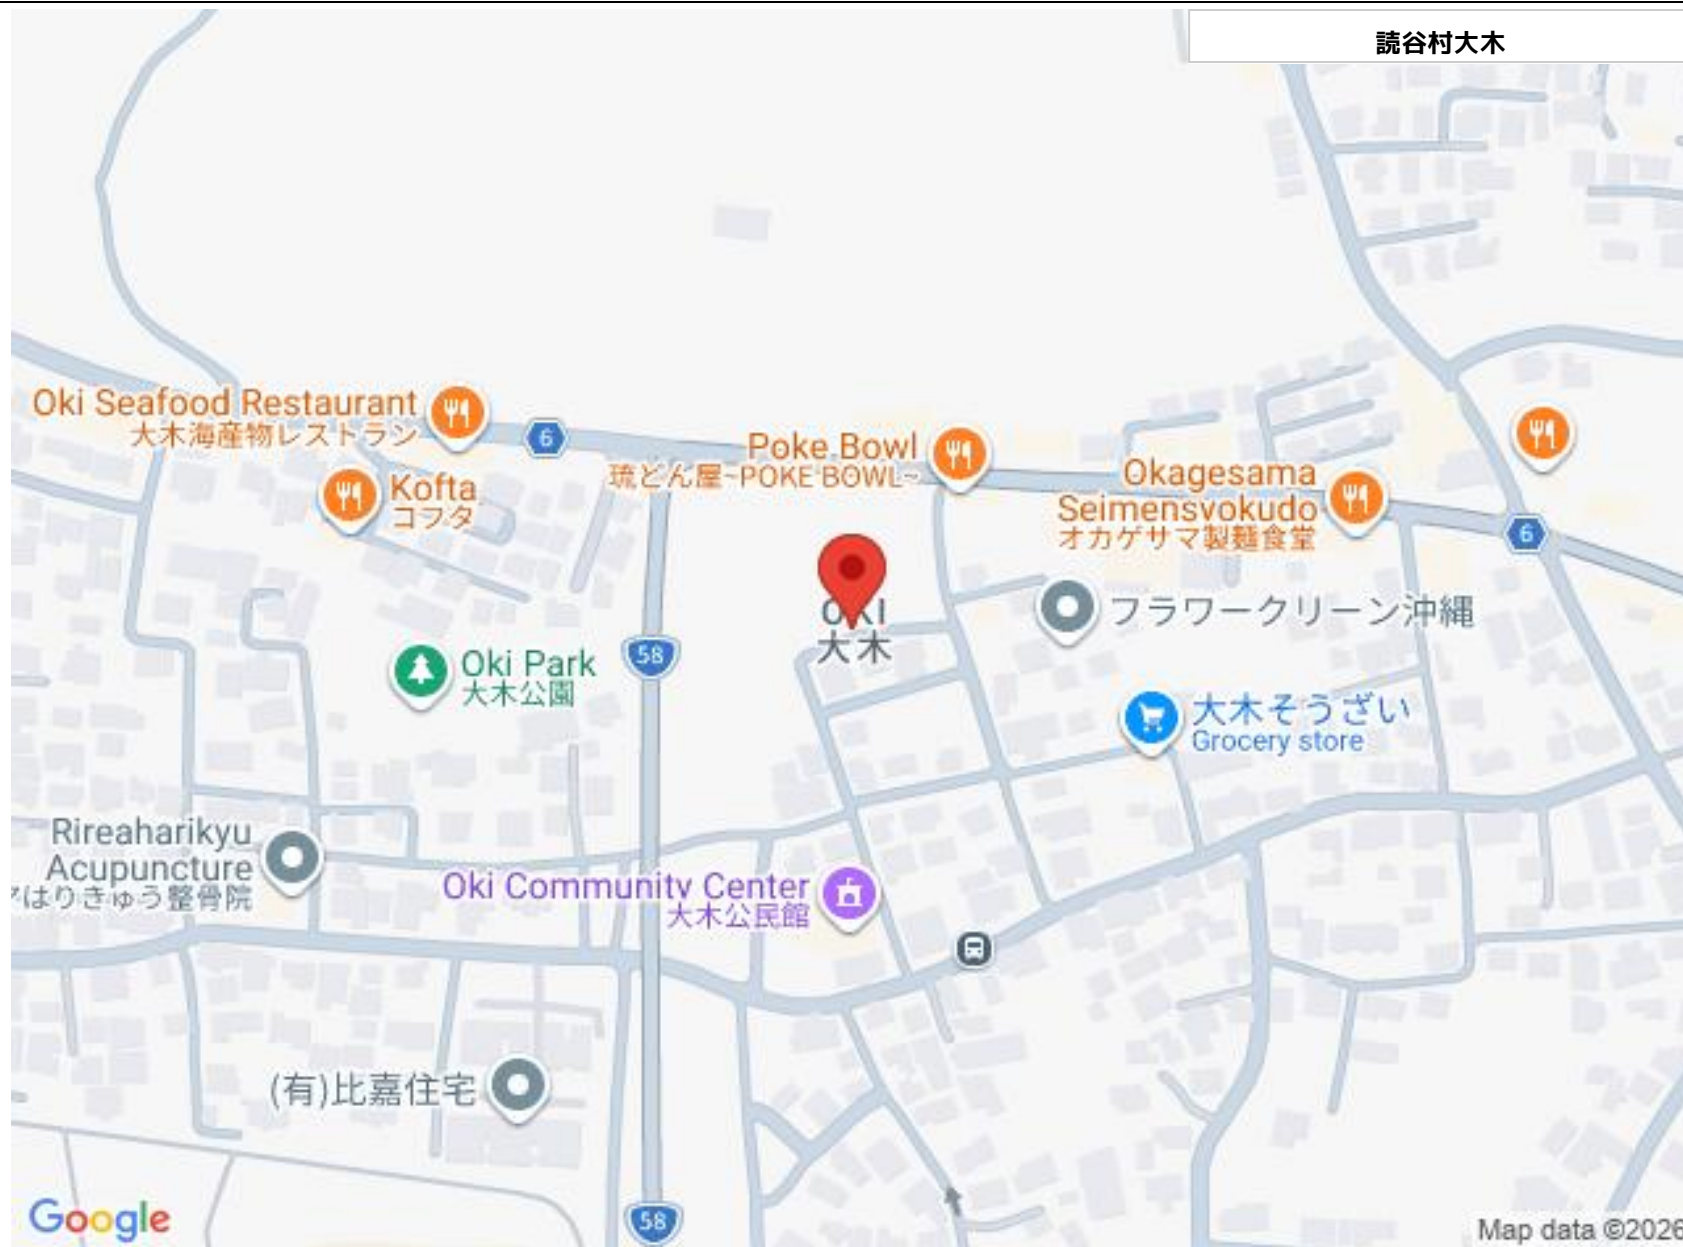 読谷村大木
Oki Seafood Restaurant
大木海産物レストラン
6
Poke Bowl
琉どん屋~POKE BOWL~
Kofta
コフタ
Okagesama
Seimensyokudo
オカゲサマ製麺食堂
6
OKI
大木
フラワークリーン沖縄
58
Oki Park
大木公園
大木そうざい
Grocery store
Rireaharikyu
Acupuncture
はりきゅう整骨院
Oki Community Center
大木公民館
(有)比嘉住宅
58
Google
Map data ©2026